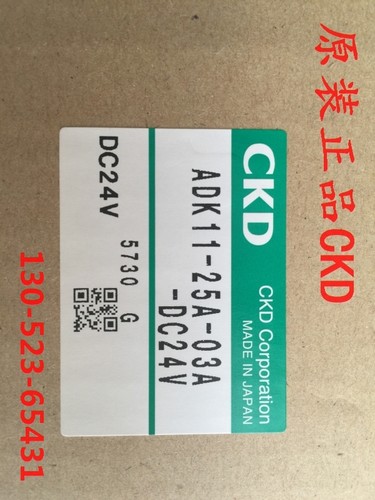 原装正品CKD
CKD
CKD Corporation
MADE IN JAPAN
ADK11-25A-03A
-DC24V
DC24V
5730 G
130-523-65431